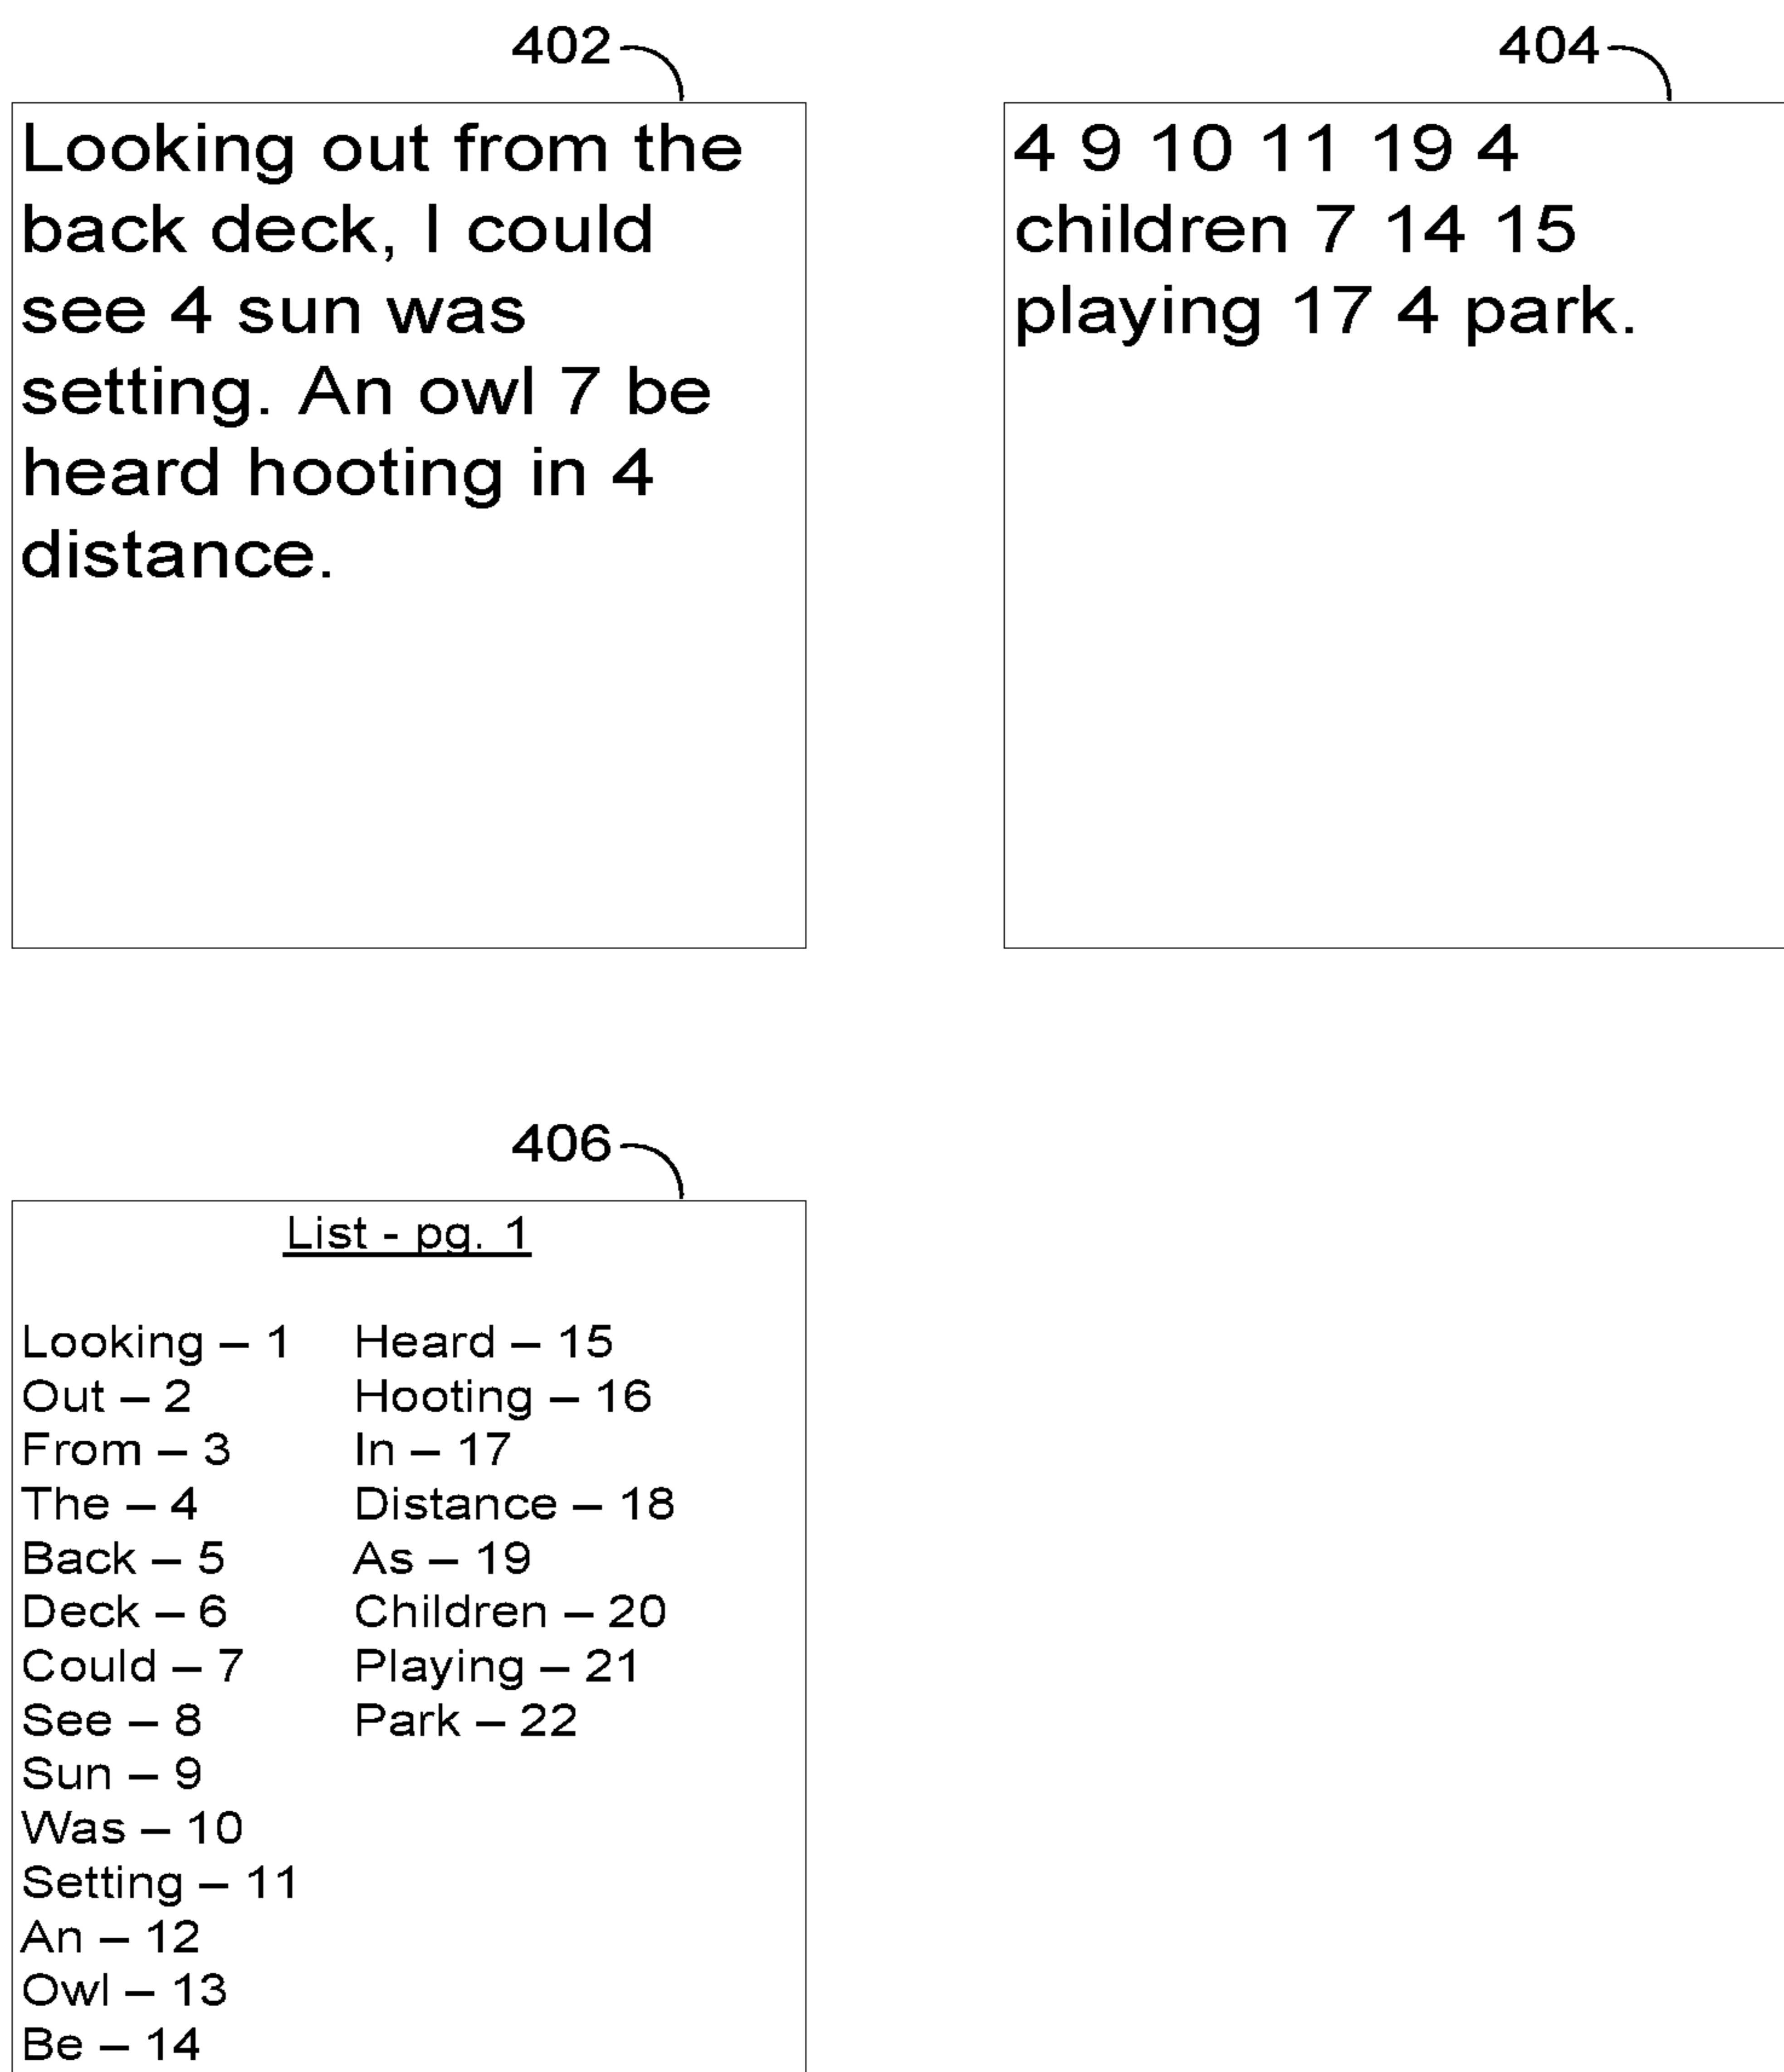 402
Looking out from the
back deck, I could
see 4 sun was
setting. An owl 7 be
heard hooting in 4
distance.
404
4 9 10 11 19 4
children 7 14 15
playing 17 4 park.
406
List - pg. 1
Looking – 1
Out – 2
From – 3
The – 4
Back – 5
Deck – 6
Could – 7
See – 8
Sun – 9
Was – 10
Setting – 11
An – 12
Owl – 13
Be – 14
Heard – 15
Hooting – 16
In – 17
Distance – 18
As – 19
Children – 20
Playing – 21
Park – 22